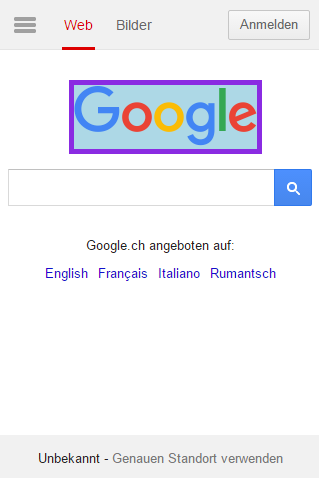 Web Bilder Anmelden
Google
Google.ch angeboten auf:
English Français Italiano Rumantsch
Unbekannt - Genauen Standort verwenden